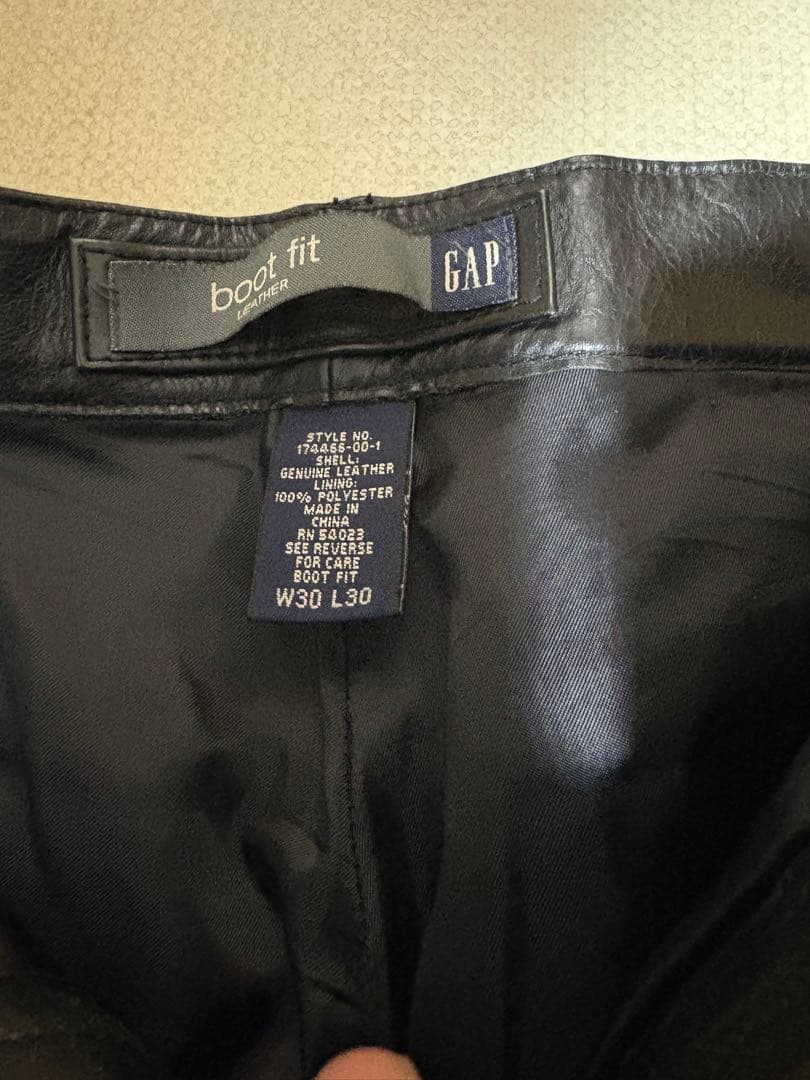 boot fit
LEATHER
GAP
STYLE NO.
174466-00-1
SHELL:
GENUINE LEATHER
LINING:
100% POLYESTER
MADE IN
CHINA
RN 54023
SEE REVERSE
FOR CARE
BOOT FIT
W30 L30